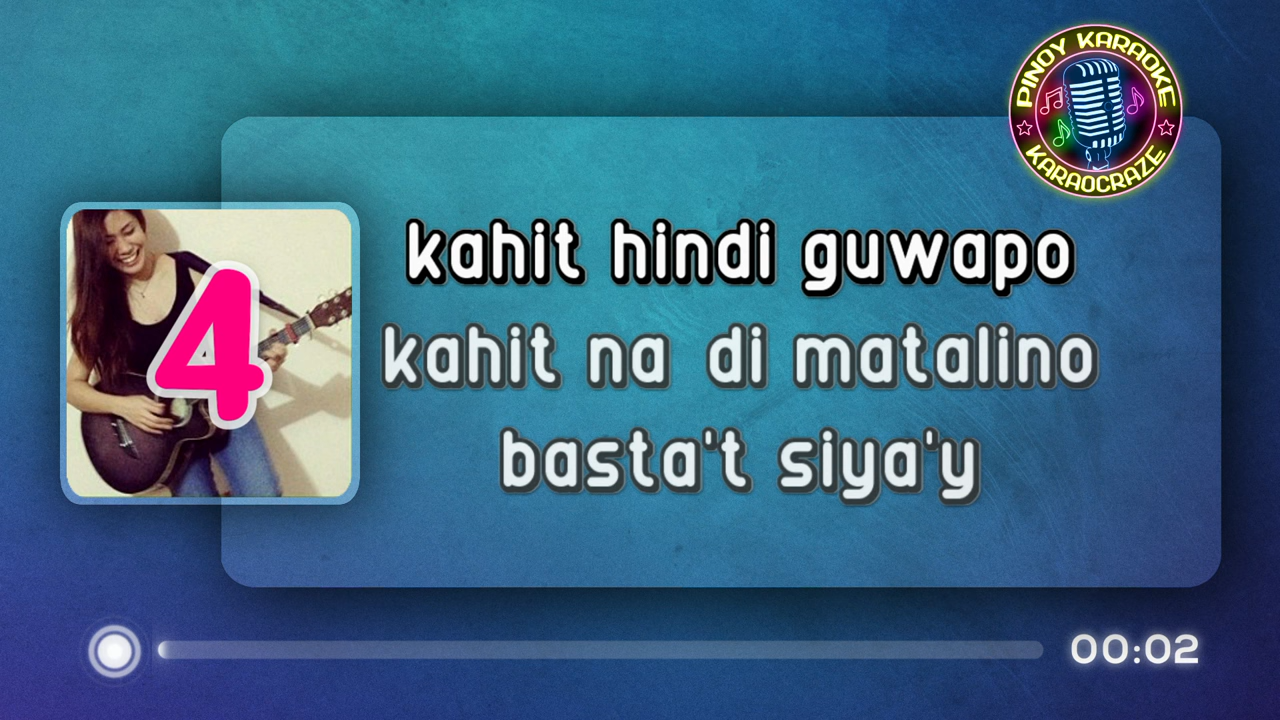 PINOY KARAOKE
KARAOCRAZE
4
kahit hindi guwapo
kahit na di matalino
basta't siya'y
00:02